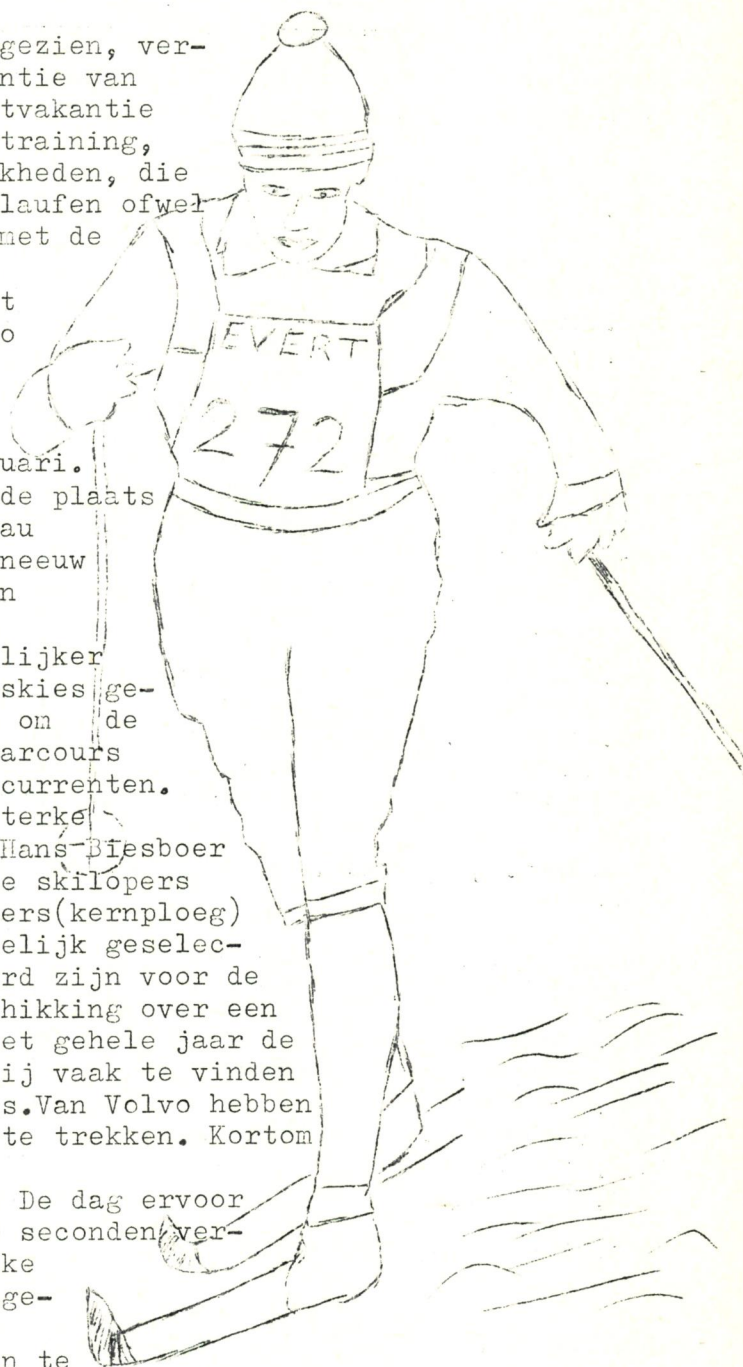 gezien, ver-
ntie van
tvakantie
training,
kheden, die
laufen ofwel
met de
t
o
EVERT
272
uari.
de plaats
au
neeuw
n
lijker
skies ge-
om de
arcours
currenten.
terke
Hans Biesboer
e skilopers
ers(kernploeg)
elijk geselec-
rd zijn voor de
hikking over een
et gehele jaar de
ij vaak te vinden
s.Van Volvo hebben
te trekken. Kortom
De dag ervoor
seconden ver-
ke
ge-
n te